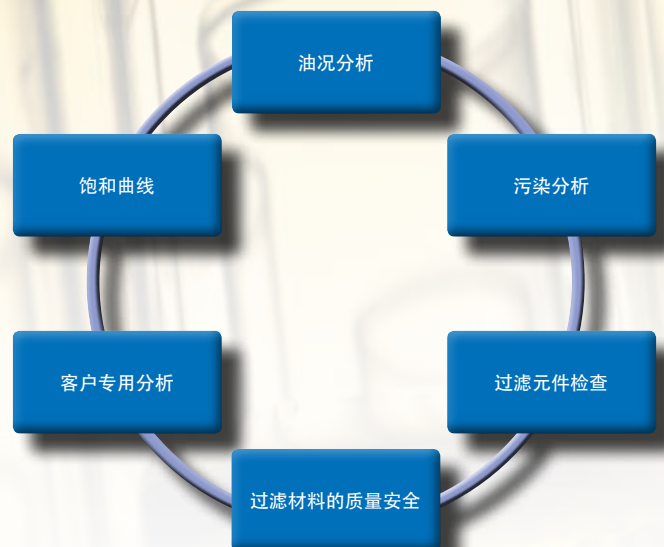 油况分析
饱和曲线
污染分析
客户专用分析
过滤元件检查
过滤材料的质量安全